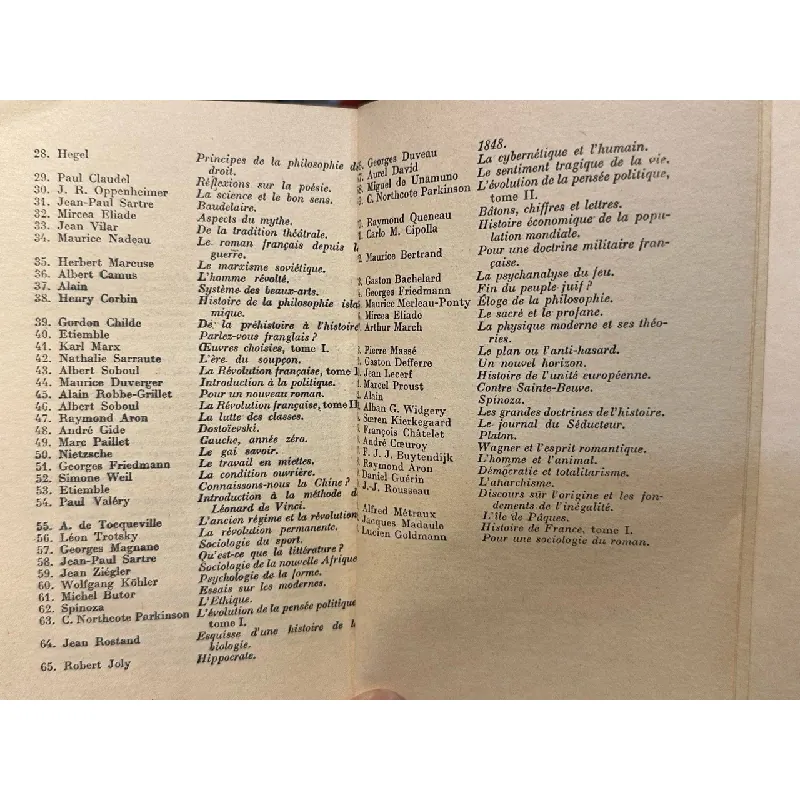 28. Hegel Principes de la philosophie du
droit.
29. Paul Claudel Réflexions sur la poésie.
30. J. R. Oppenheimer La science et le bon sens.
31. Jean-Paul Sartre Baudelaire.
32. Mircea Eliade Aspects du mythe.
33. Jean Vilar De la tradition théâtrale.
34. Maurice Nadeau Le roman français depuis l
guerre.
35. Herbert Marcuse Le marxisme soviétique.
36. Albert Camus L'homme révolté.
37. Alain Système des beaux-arts.
38. Henry Corbin Histoire de la philosophie isla
mique.
39. Gordon Childe De la préhistoire à l'histoire
40. Etiemble Parlez-vous franglais?
41. Karl Marx Œuvres choisies, tome I.
42. Nathalie Sarraute L'ère du soupçon.
43. Albert Soboul La Révolution française, tome I
44. Maurice Duverger Introduction à la politique.
45. Alain Robbe-Grillet Pour un nouveau roman.
46. Albert Soboul La Révolution française, tome II
47. Raymond Aron La lutte des classes.
48. André Gide Dostoïevski.
49. Marc Paillet Gauche, année zéra.
50. Nietzsche Le gai savoir.
51. Georges Friedmann Le travail en miettes.
52. Simone Weil La condition ouvrière.
53. Etiemble Connaissons-nous la Chine?
54. Paul Valéry Introduction à la méthode d
Léonard de Vinci.
55. A. de Tocqueville L'ancien régime et la révolution
56. Léon Trotsky La révolution permanente.
57. Georges Magnane Sociologie du sport.
58. Jean-Paul Sartre Qu'est-ce que la littérature?
59. Jean Ziégler Sociologie de la nouvelle Afrique
60. Wolfgang Köhler Psychologie de la forme.
61. Michel Butor Essais sur les modernes.
62. Spinoza L'Ethique.
63. C. Northcote Parkinson L'évolution de la pensée politique
tome I.
64. Jean Rostand Esquisse d'une histoire de l
biologie.
65. Robert Joly Hippocrate.
Georges Duveau 1848.
Aurel David La cybernétique et l'humain.
Miguel de Unamuno Le sentiment tragique de la vie.
C. Northcote Parkinson L'évolution de la pensée politique,
tome II.
Raymond Queneau Bâtons, chiffres et lettres.
Carlo M. Cipolla Histoire économique de la popu-
lation mondiale.
Maurice Bertrand Pour une doctrine militaire fran-
çaise.
Gaston Bachelard La psychanalyse du feu.
Georges Friedmann Fin du peuple juif?
Maurice Merleau-Ponty Éloge de la philosophie.
Mircea Eliade Le sacré et le profane.
Arthur March La physique moderne et ses théo-
ries.
Pierre Massé Le plan ou l'anti-hasard.
Gaston Defferre Un nouvel horizon.
Jean Lecerf Histoire de l'unité européenne.
Marcel Proust Contre Sainte-Beuve.
Alain Spinoza.
Alban G. Widgery Les grandes doctrines de l'histoire.
Sœren Kierkegaard Le journal du Séducteur.
François Châtelet Platon.
André Cœuroy Wagner et l'esprit romantique.
F. J. J. Buytendijk L'homme et l'animal.
Raymond Aron Démocratie et totalitarisme.
Daniel Guérin L'anarchisme.
J.-J. Rousseau Discours sur l'origine et les fon-
dements de l'inégalité.
Alfred Métraux L'île de Pâques.
Jacques Madaule Histoire de France, tome I.
Lucien Goldmann Pour une sociologie du roman.